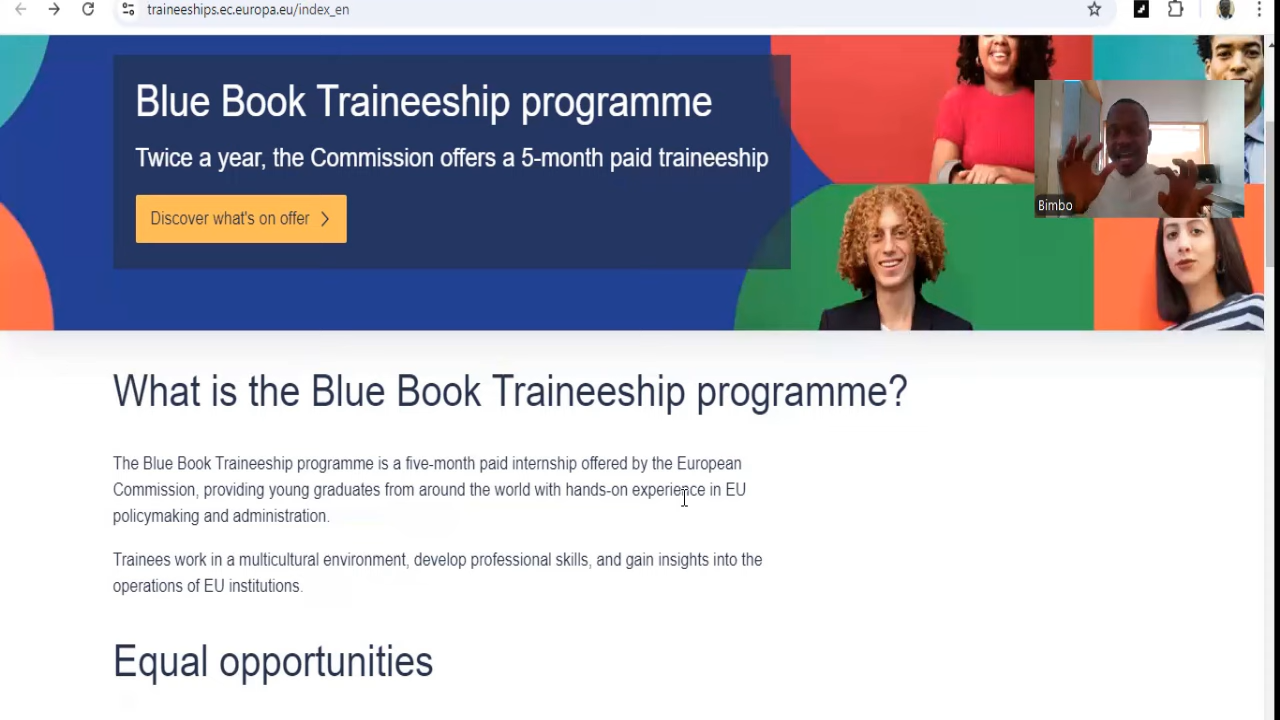 traineeships.ec.europa.eu/index_en
Blue Book Traineeship programme
Twice a year, the Commission offers a 5-month paid traineeship
Discover what's on offer
Bimbo
What is the Blue Book Traineeship programme?
The Blue Book Traineeship programme is a five-month paid internship offered by the European
Commission, providing young graduates from around the world with hands-on experience in EU
policymaking and administration.
Trainees work in a multicultural environment, develop professional skills, and gain insights into the
operations of EU institutions.
Equal opportunities